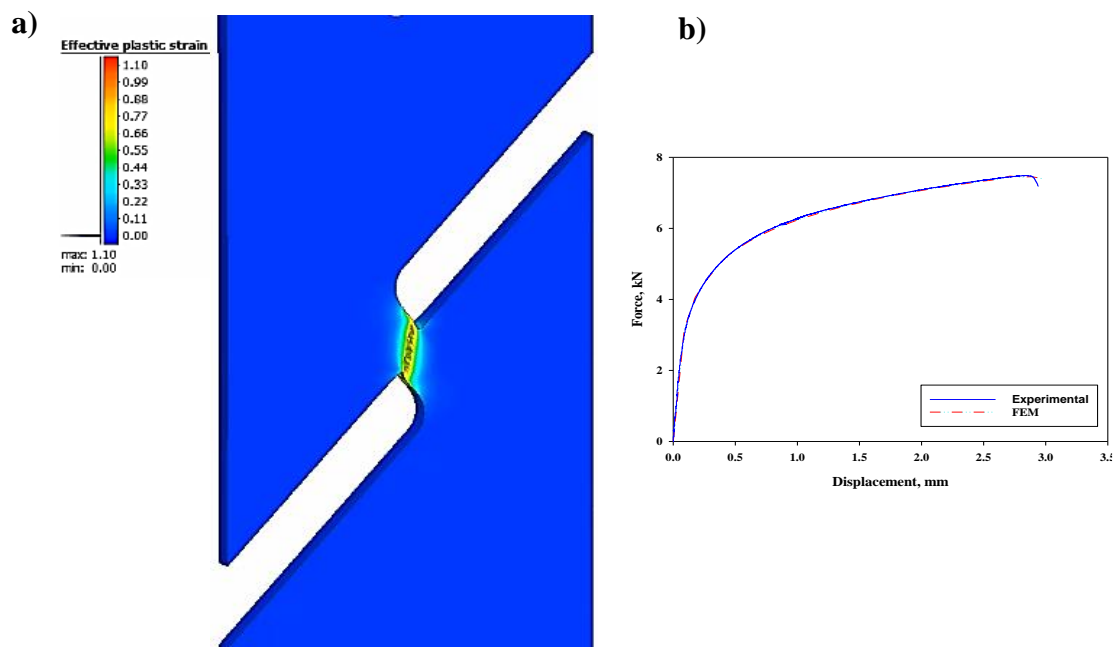 a)
Effective plastic strain
1.10
0.99
0.88
0.77
0.66
0.55
0.44
0.33
0.22
0.11
0.00
max: 1.10
min: 0.00
b)
8
6
4
2
0
Force, kN
0.0 0.5 1.0 1.5 2.0 2.5 3.0 3.5
Displacement, mm
Experimental
FEM